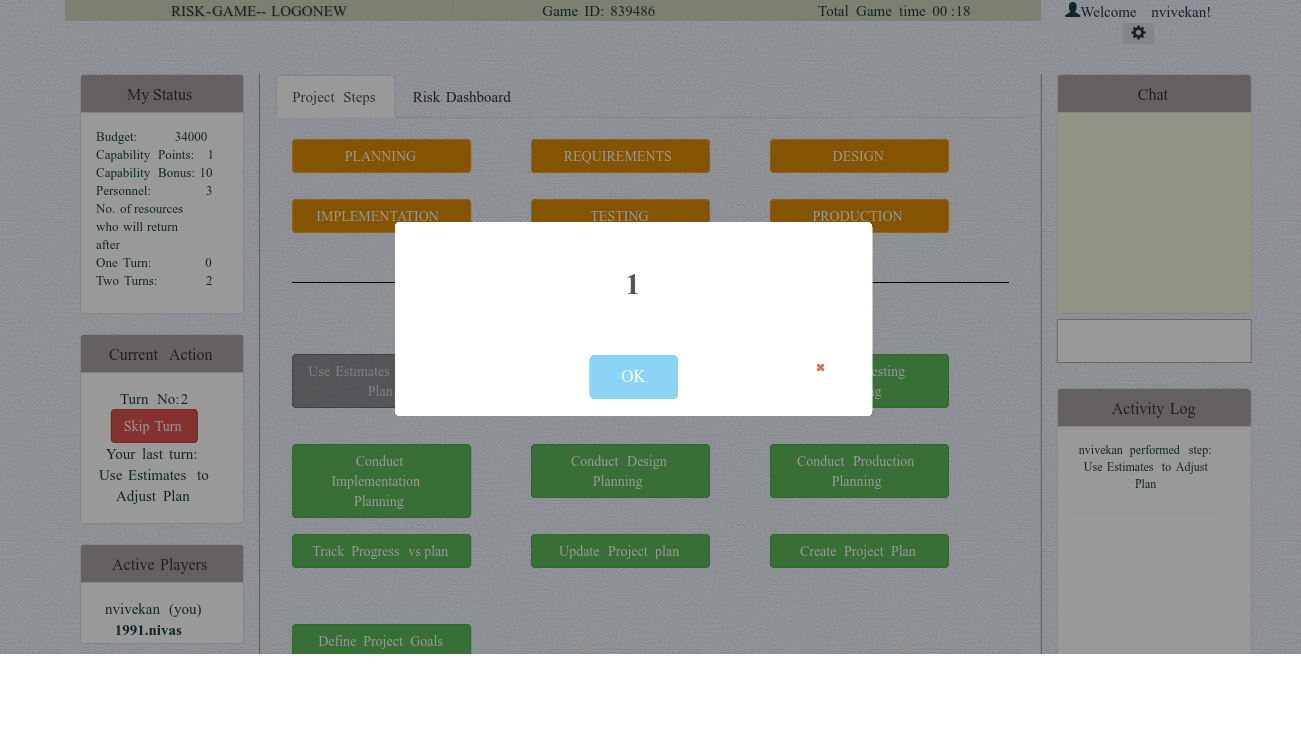 RISK-GAME-- LOGONEW Game ID: 839486 Total Game time 00 :18
Welcome nvivekan!
My Status
Budget: 34000
Capability Points: 1
Capability Bonus: 10
Personnel: 3
No. of resources
who will return
after
One Turn: 0
Two Turns: 2
Current Action
Turn No:2
Skip Turn
Your last turn:
Use Estimates to
Adjust Plan
Active Players
nvivekan (you)
1991.nivas
Project Steps Risk Dashboard
PLANNING REQUIREMENTS DESIGN
IMPLEMENTATION TESTING PRODUCTION
1
OK
Use Estimates
Plan
Conduct
Implementation
Planning
Conduct Design
Planning
Conduct Production
Planning
Track Progress vs plan Update Project plan Create Project Plan
Define Project Goals
Chat
Activity Log
nvivekan performed step:
Use Estimates to Adjust
Plan